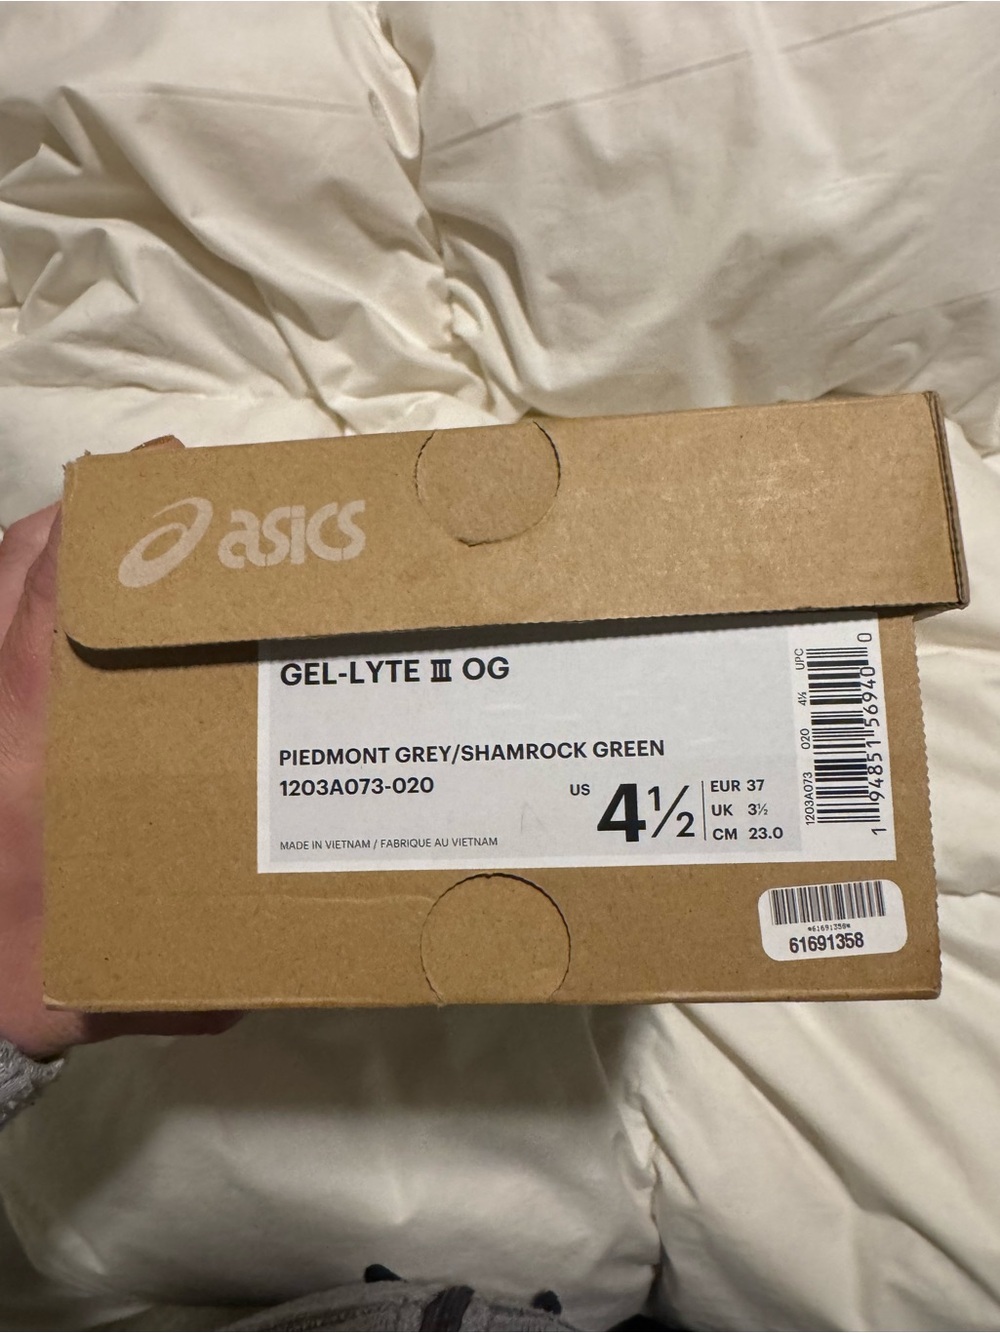 asics
GEL-LYTE III OG
PIEDMONT GREY/SHAMROCK GREEN
1203A073-020
US 4½
EUR 37
UK 3½
CM 23.0
MADE IN VIETNAM / FABRIQUE AU VIETNAM
1203A073 020 4½ UPC
1 94851 56940 0
*61691358*
61691358